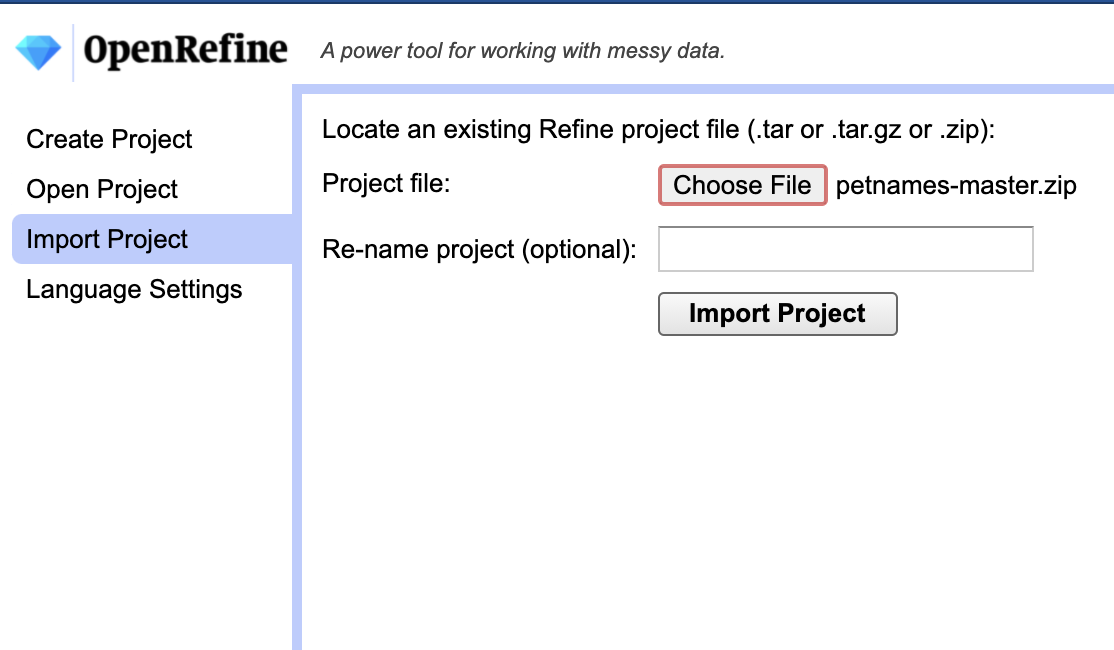 OpenRefine A power tool for working with messy data.
Create Project
Open Project
Import Project
Language Settings
Locate an existing Refine project file (.tar or .tar.gz or .zip):
Project file: Choose File petnames-master.zip
Re-name project (optional):
Import Project